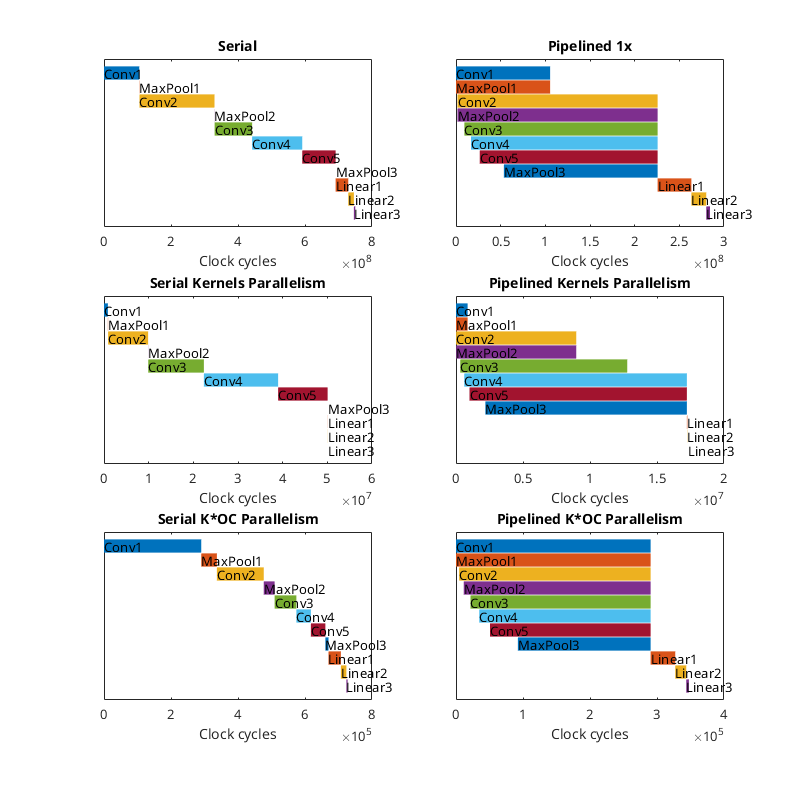 Serial
Conv1
MaxPool1
Conv2
MaxPool2
Conv3
Conv4
Conv5
MaxPool3
Linear1
Linear2
Linear3
0 2 4 6 8
Clock cycles
×10^8
Pipelined 1x
Conv1
MaxPool1
Conv2
MaxPool2
Conv3
Conv4
Conv5
MaxPool3
Linear1
Linear2
Linear3
0 0.5 1 1.5 2 2.5 3
Clock cycles
×10^8
Serial Kernels Parallelism
Conv1
MaxPool1
Conv2
MaxPool2
Conv3
Conv4
Conv5
MaxPool3
Linear1
Linear2
Linear3
0 1 2 3 4 5 6
Clock cycles
×10^7
Pipelined Kernels Parallelism
Conv1
MaxPool1
Conv2
MaxPool2
Conv3
Conv4
Conv5
MaxPool3
Linear1
Linear2
Linear3
0 0.5 1 1.5 2
Clock cycles
×10^7
Serial K*OC Parallelism
Conv1
MaxPool1
Conv2
MaxPool2
Conv3
Conv4
Conv5
MaxPool3
Linear1
Linear2
Linear3
0 2 4 6 8
Clock cycles
×10^5
Pipelined K*OC Parallelism
Conv1
MaxPool1
Conv2
MaxPool2
Conv3
Conv4
Conv5
MaxPool3
Linear1
Linear2
Linear3
0 1 2 3 4
Clock cycles
×10^5